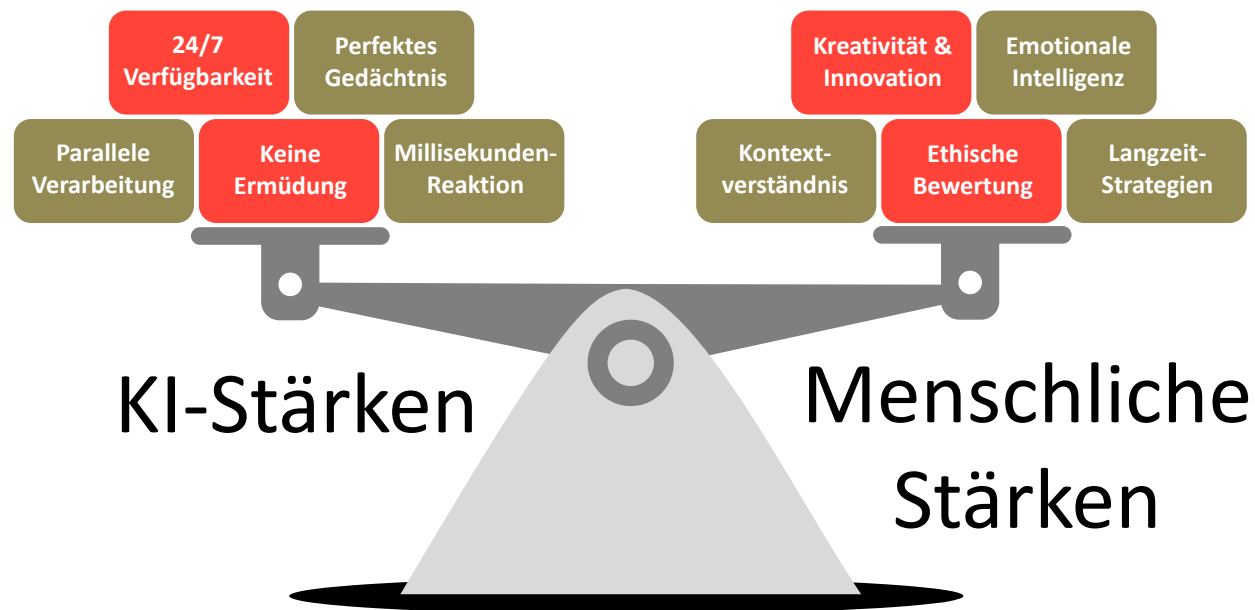 24/7
Verfügbarkeit
Perfektes
Gedächtnis
Parallele
Verarbeitung
Keine
Ermüdung
Millisekunden-
Reaktion
Kreativität &
Innovation
Emotionale
Intelligenz
Kontext-
verständnis
Ethische
Bewertung
Langzeit-
Strategien
KI-Stärken
Menschliche
Stärken